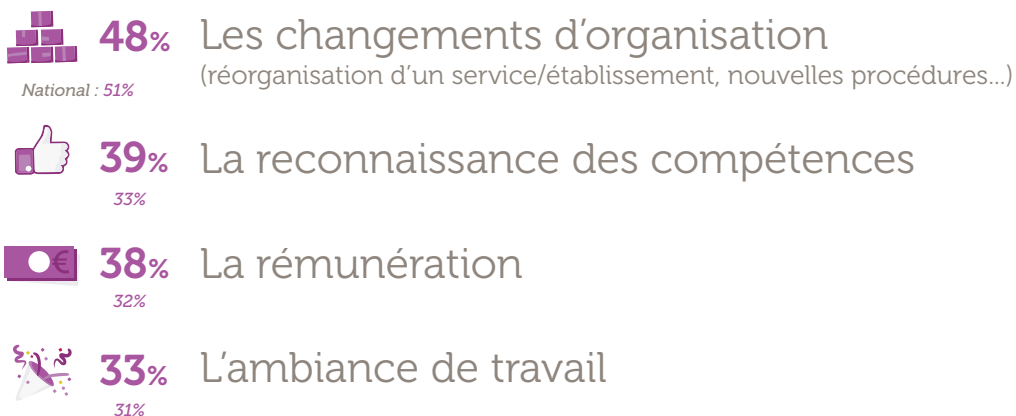 48% Les changements d’organisation
(réorganisation d’un service/établissement, nouvelles procédures...)
National : 51%
39% La reconnaissance des compétences
33%
€
38% La rémunération
32%
33% L’ambiance de travail
31%